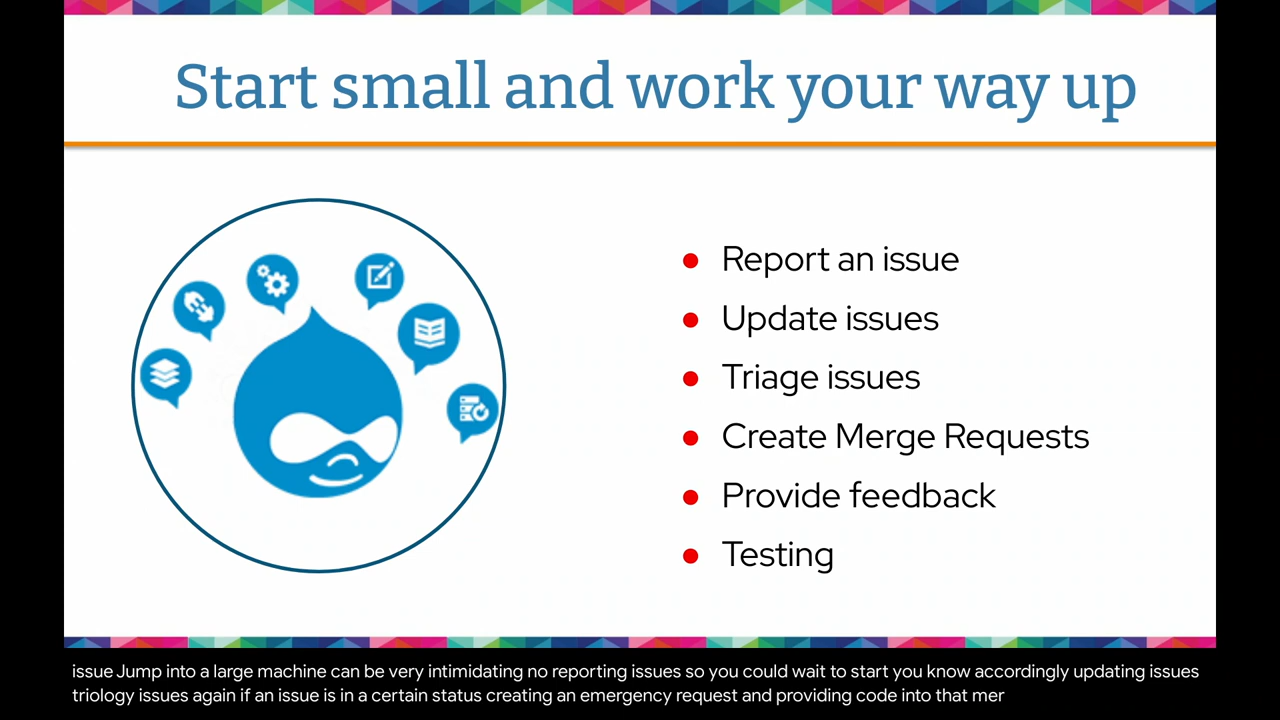 Start small and work your way up
Report an issue
Update issues
Triage issues
Create Merge Requests
Provide feedback
Testing
issue Jump into a large machine can be very intimidating no reporting issues so you could wait to start you know accordingly updating issues
triology issues again if an issue is in a certain status creating an emergency request and providing code into that mer